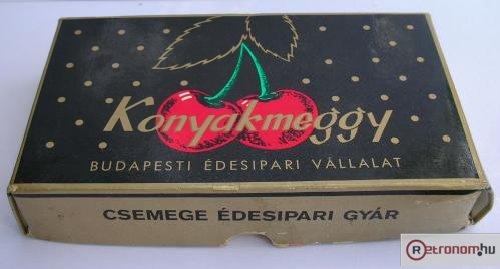 Konyakmeggy
BUDAPESTI ÉDESIPARI VÁLLALAT
CSEMEGE ÉDESIPARI GYÁR
Retronom.hu